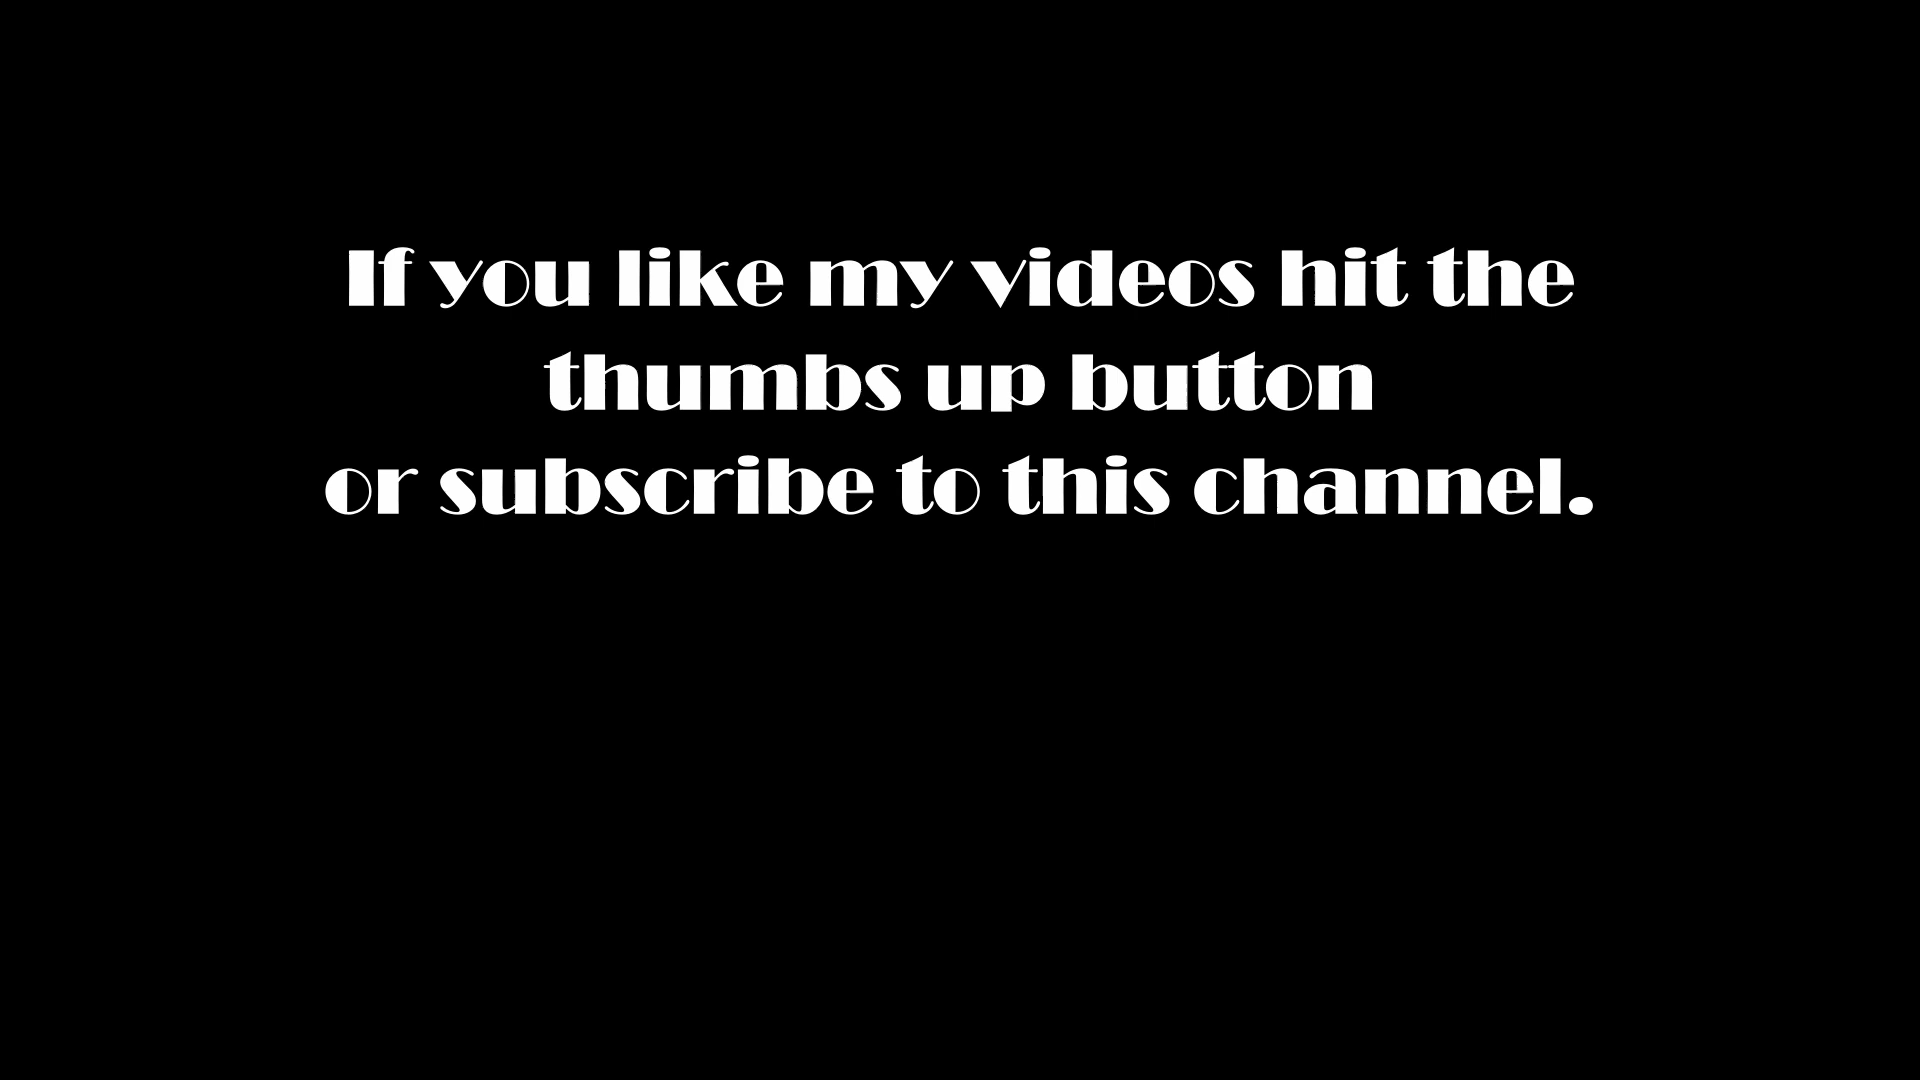 If you like my videos hit the
thumbs up button
or subscribe to this channel.